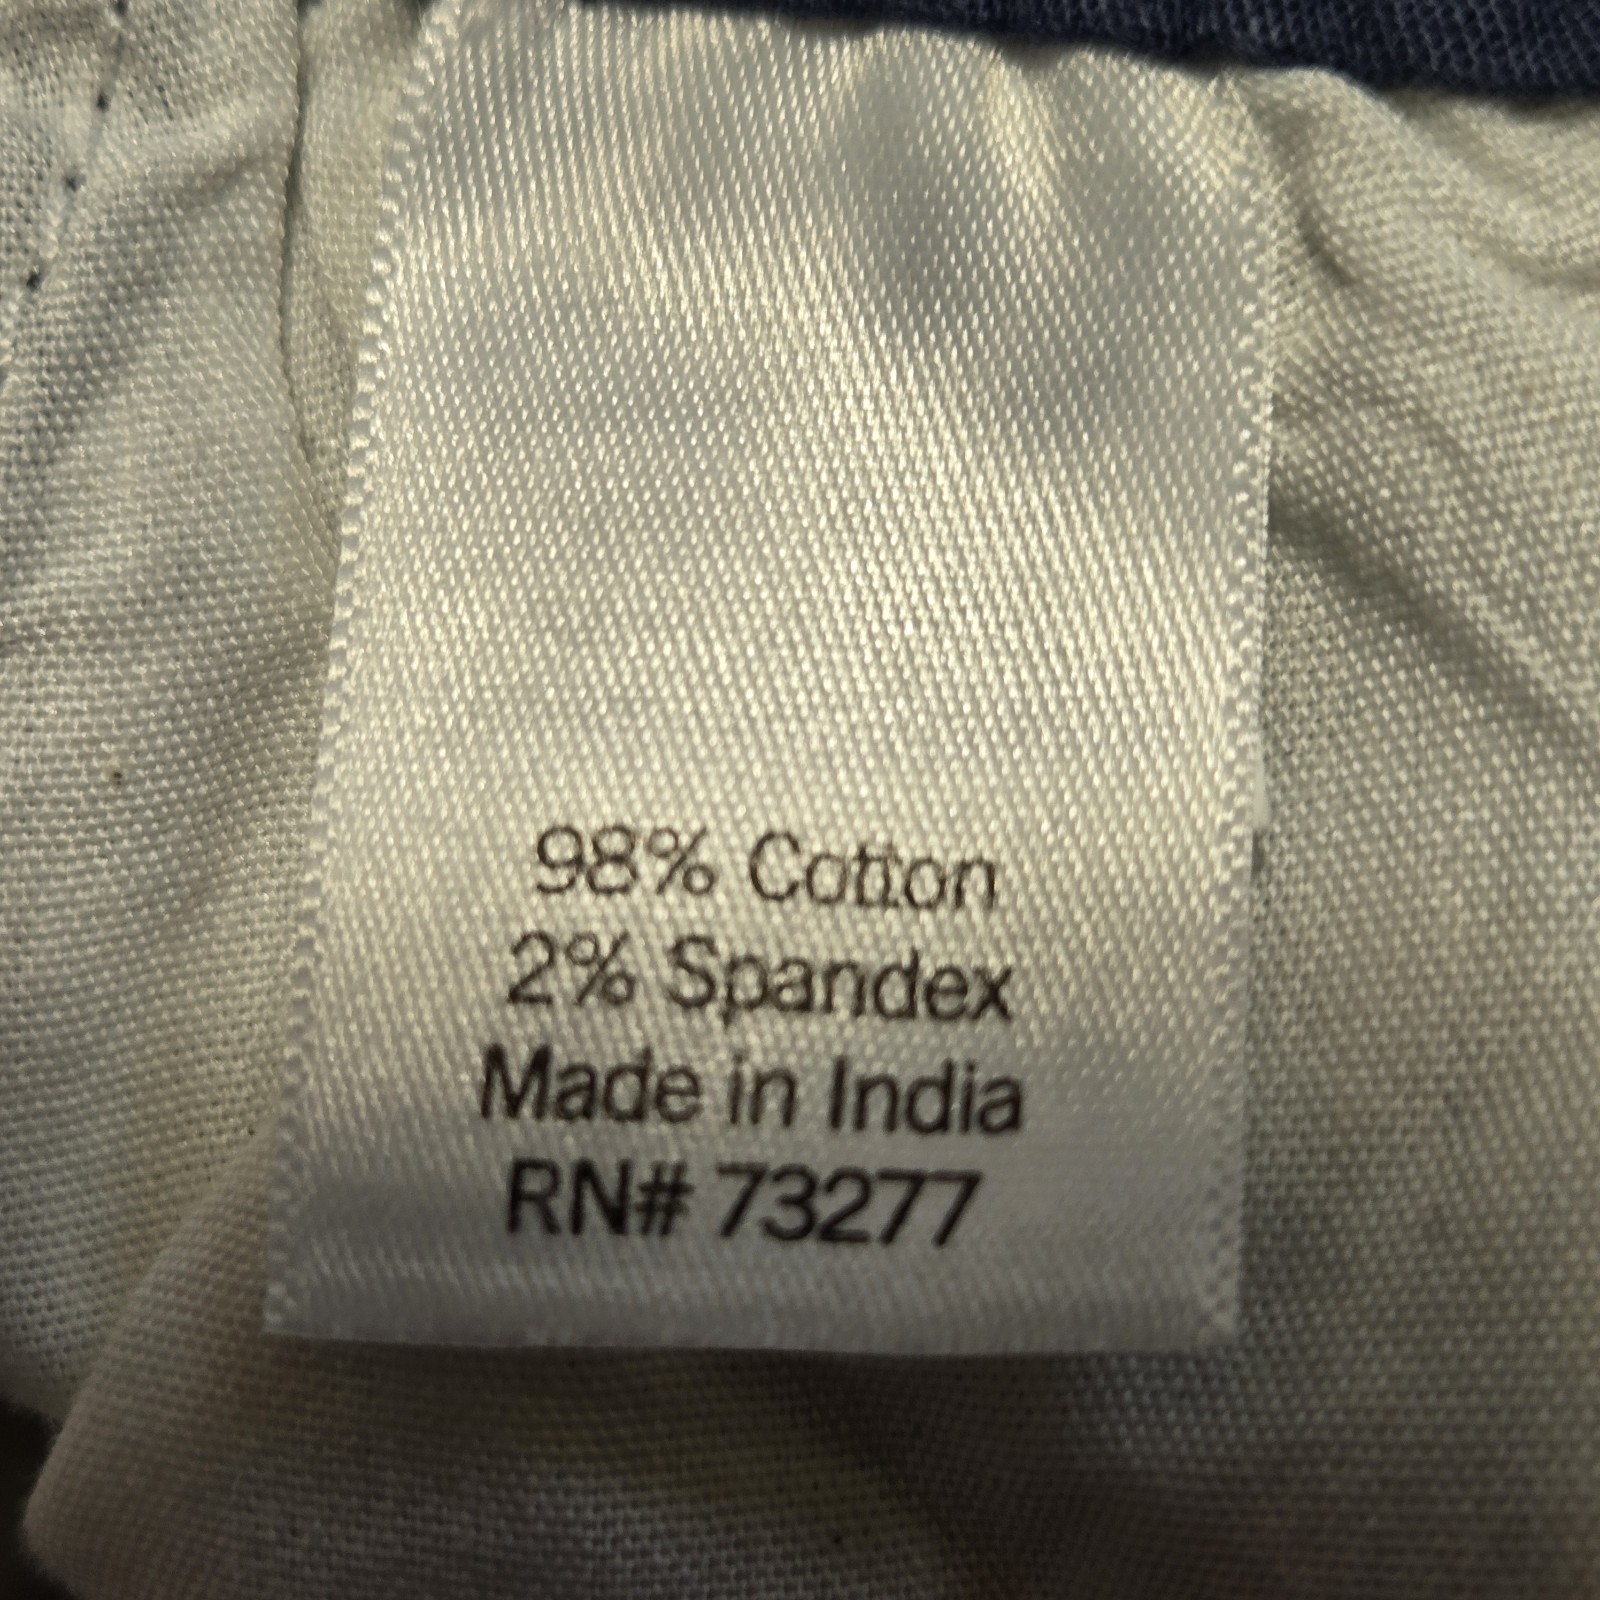 98% Cotton
2% Spandex
Made in India
RN# 73277